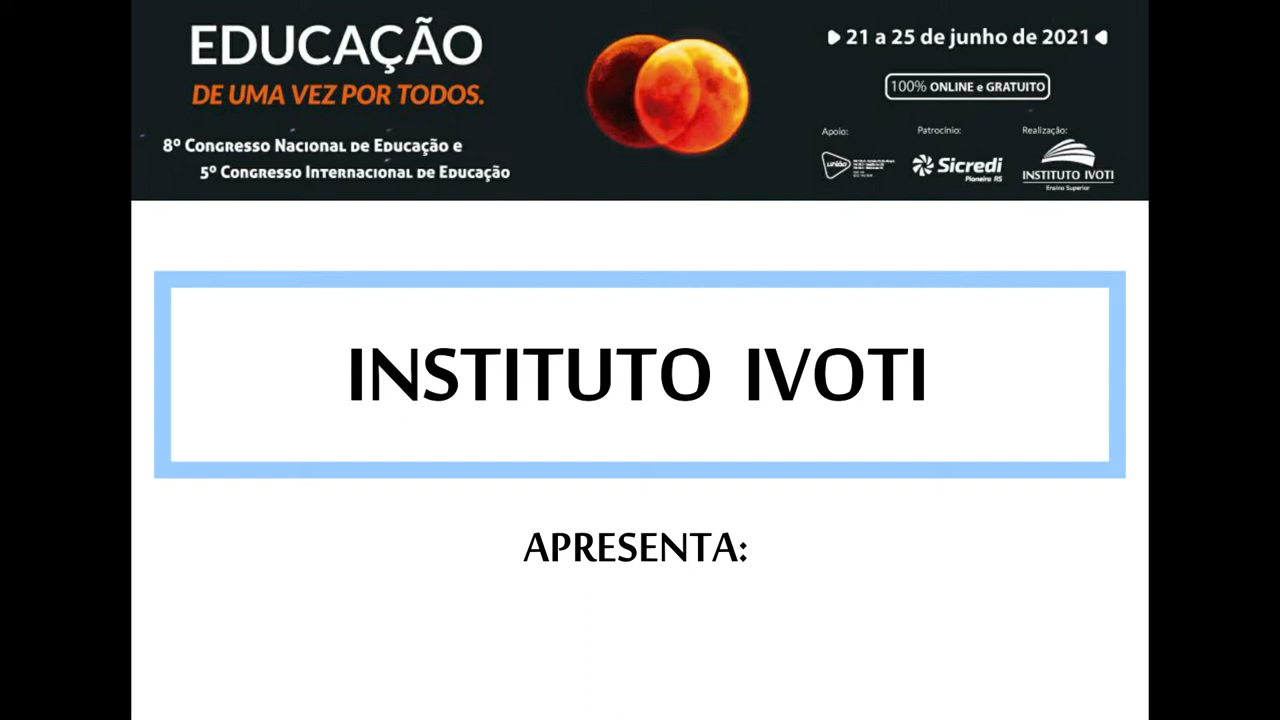 EDUCAÇÃO
DE UMA VEZ POR TODOS.
8º Congresso Nacional de Educação e
5º Congresso Internacional de Educação
21 a 25 de junho de 2021
100% ONLINE e GRATUITO
Apoio:
Patrocínio:
Realização:
união
Sicredi
Pioneira RS
INSTITUTO IVOTI
Ensino Superior
INSTITUTO IVOTI
APRESENTA: